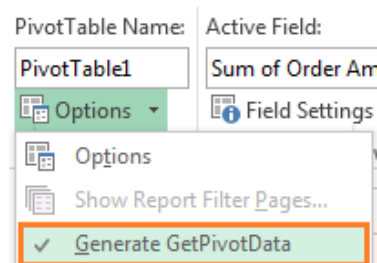 PivotTable Name: Active Field:
PivotTable1 Sum of Order Am
Options Field Settings
Options
Show Report Filter Pages...
Generate GetPivotData